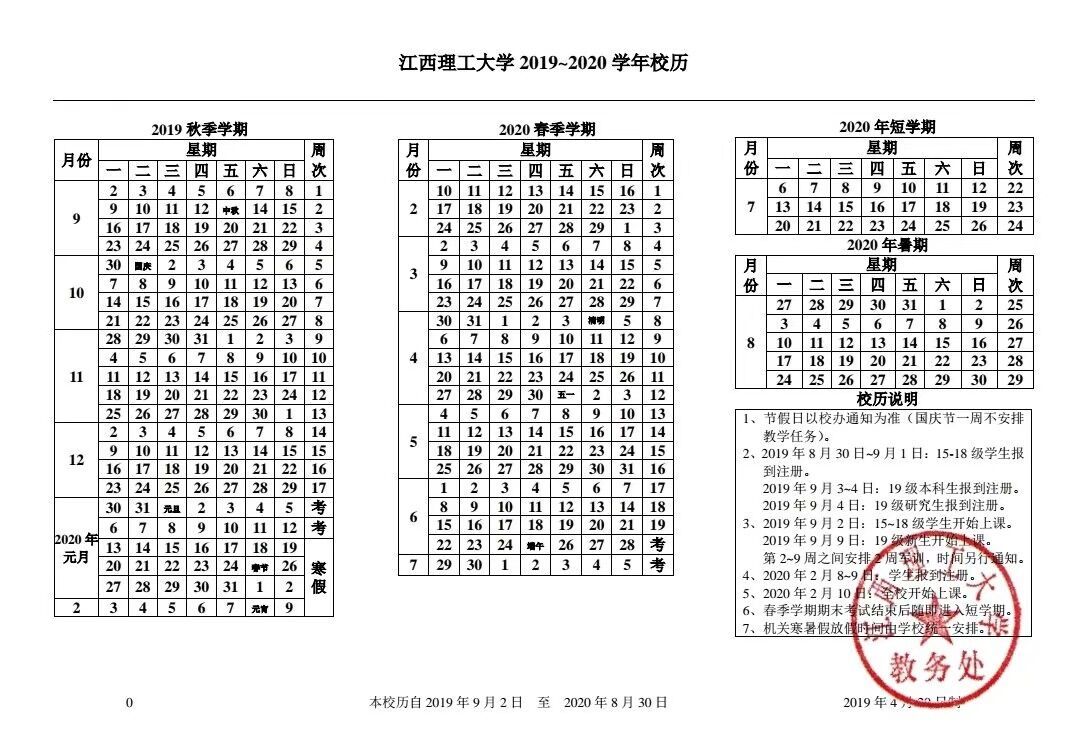 江西理工大学 2019~2020 学年校历
2019 秋季学期
月份 星期 周次
一 二 三 四 五 六 日
9
2 3 4 5 6 7 8 1
9 10 11 12 中秋 14 15 2
16 17 18 19 20 21 22 3
23 24 25 26 27 28 29 4
10
30 国庆 2 3 4 5 6 5
7 8 9 10 11 12 13 6
14 15 16 17 18 19 20 7
21 22 23 24 25 26 27 8
11
28 29 30 31 1 2 3 9
4 5 6 7 8 9 10 10
11 12 13 14 15 16 17 11
18 19 20 21 22 23 24 12
25 26 27 28 29 30 1 13
12
2 3 4 5 6 7 8 14
9 10 11 12 13 14 15 15
16 17 18 19 20 21 22 16
23 24 25 26 27 28 29 17
2020 年元月
30 31 元旦 2 3 4 5 考
6 7 8 9 10 11 12 考
13 14 15 16 17 18 19 寒假
20 21 22 23 24 春节 26
27 28 29 30 31 1 2
2 3 4 5 6 7 元宵 9
2020 春季学期
月份 星期 周次
一 二 三 四 五 六 日
2
10 11 12 13 14 15 16 1
17 18 19 20 21 22 23 2
24 25 26 27 28 29 1 3
3
2 3 4 5 6 7 8 4
9 10 11 12 13 14 15 5
16 17 18 19 20 21 22 6
23 24 25 26 27 28 29 7
4
30 31 1 2 3 清明 5 8
6 7 8 9 10 11 12 9
13 14 15 16 17 18 19 10
20 21 22 23 24 25 26 11
27 28 29 30 五一 2 3 12
5
4 5 6 7 8 9 10 13
11 12 13 14 15 16 17 14
18 19 20 21 22 23 24 15
25 26 27 28 29 30 31 16
6
1 2 3 4 5 6 7 17
8 9 10 11 12 13 14 18
15 16 17 18 19 20 21 19
22 23 24 端午 26 27 28 考
7 29 30 1 2 3 4 5 考
2020 年短学期
月份 星期 周次
一 二 三 四 五 六 日
7
6 7 8 9 10 11 12 22
13 14 15 16 17 18 19 23
20 21 22 23 24 25 26 24
2020 年暑期
月份 星期 周次
一 二 三 四 五 六 日
8
27 28 29 30 31 1 2 25
3 4 5 6 7 8 9 26
10 11 12 13 14 15 16 27
17 18 19 20 21 22 23 28
24 25 26 27 28 29 30 29
校历说明
1、节假日以校办通知为准（国庆节一周不安排
教学任务）。
2、2019 年 8 月 30 日~9 月 1 日：15-18 级学生报
到注册。
2019 年 9 月 3~4 日：19 级本科生报到注册。
2019 年 9 月 4 日：19 级研究生报到注册。
3、2019 年 9 月 2 日：15~18 级学生开始上课。
2019 年 9 月 9 日：19 级新生开始上课。
第 2~9 周之间安排 2 周军训，时间另行通知。
4、2020 年 2 月 8~9 日：学生报到注册。
5、2020 年 2 月 10 日：全校开始上课。
6、春季学期期末考试结束后随即进入短学期。
7、机关寒暑假放假时间由学校统一安排。
江西理工大学
教务处
0
本校历自 2019 年 9 月 2 日 至 2020 年 8 月 30 日
2019 年 4 月 日制